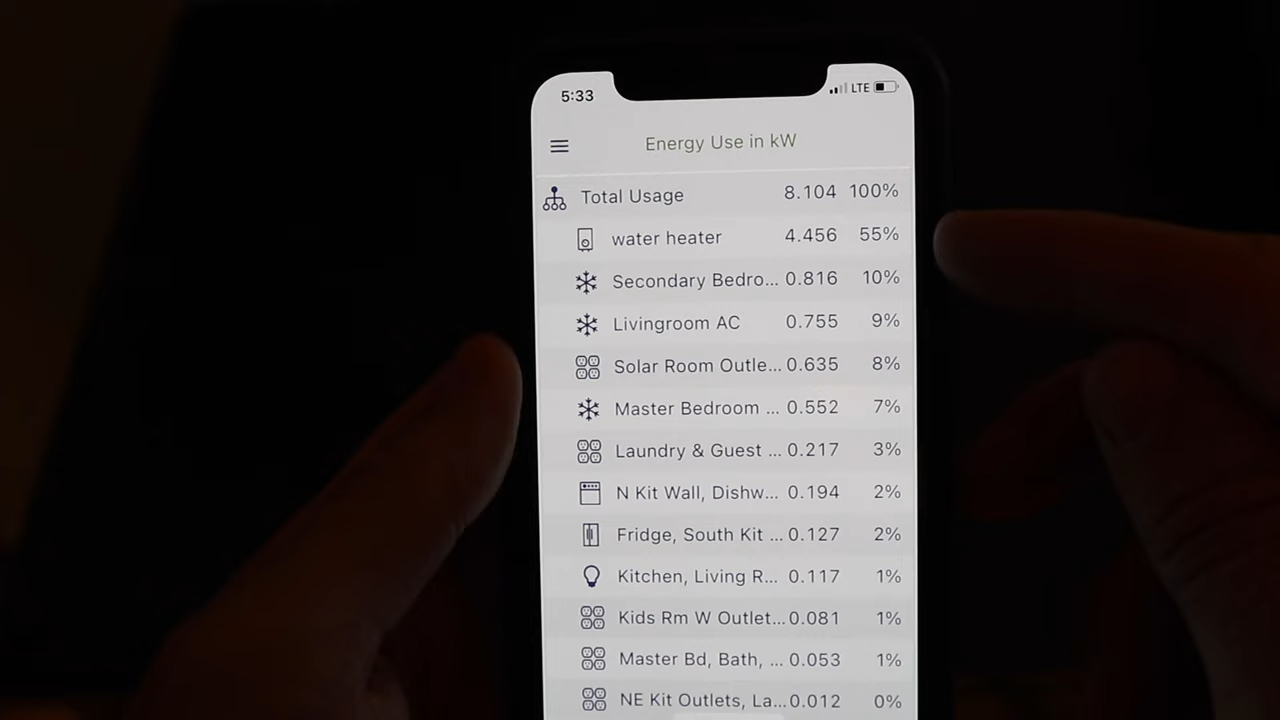 5:33 LTE
Energy Use in kW
Total Usage 8.104 100%
water heater 4.456 55%
Secondary Bedro... 0.816 10%
Livingroom AC 0.755 9%
Solar Room Outle... 0.635 8%
Master Bedroom ... 0.552 7%
Laundry & Guest ... 0.217 3%
N Kit Wall, Dishw... 0.194 2%
Fridge, South Kit ... 0.127 2%
Kitchen, Living R... 0.117 1%
Kids Rm W Outlet... 0.081 1%
Master Bd, Bath, ... 0.053 1%
NE Kit Outlets, La... 0.012 0%